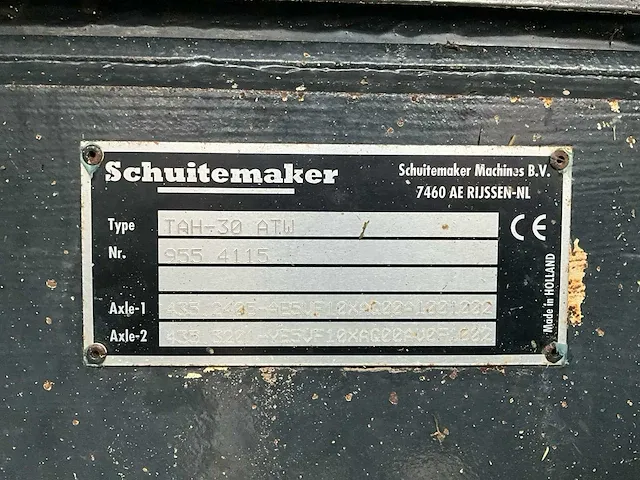 Schuitemaker
Schuitemaker Machines B.V.
7460 AE RIJSSEN-NL
Type TAH-30 ATW
CE
Nr. 955 4115
Made in HOLLAND
Axle-1
Axle-2